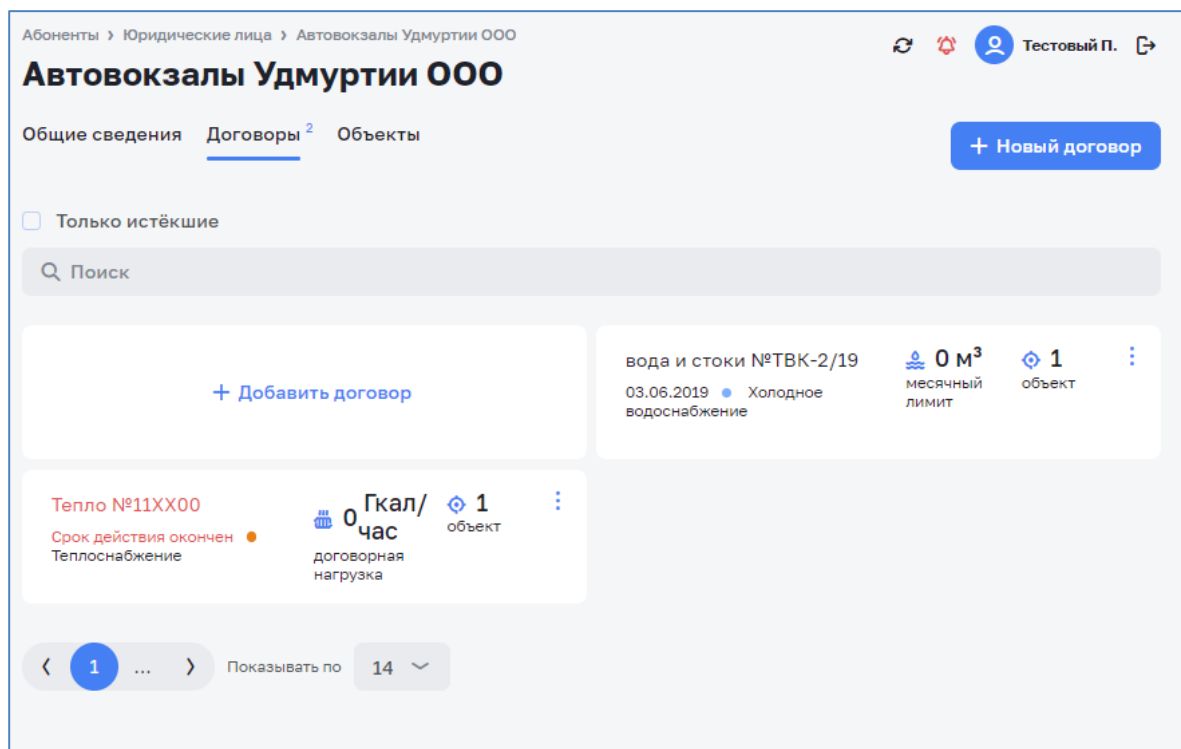 Абоненты › Юридические лица › Автовокзалы Удмуртии ООО
Тестовый П.
Автовокзалы Удмуртии ООО
Общие сведения Договоры 2 Объекты
+ Новый договор
Только истёкшие
Поиск
+ Добавить договор
вода и стоки №ТВК-2/19
03.06.2019 Холодное
водоснабжение
0 м³
месячный
лимит
1
объект
Тепло №11XX00
Срок действия окончен
Теплоснабжение
0 Гкал/
час
договорная
нагрузка
1
объект
‹ 1 ... › Показывать по 14